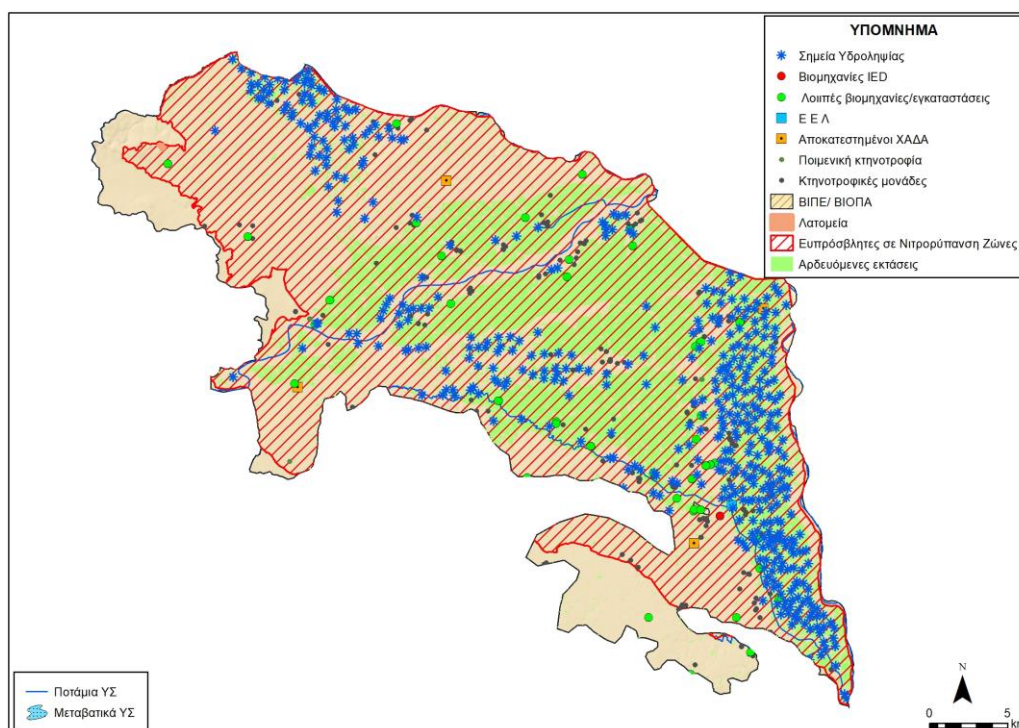 ΥΠΟΜΝΗΜΑ
Σημεία Υδροληψίας
Βιομηχανίες IED
Λοιπές βιομηχανίες/εγκαταστάσεις
Ε Ε Λ
Αποκατεστημένοι ΧΑΔΑ
Ποιμενική κτηνοτροφία
Κτηνοτροφικές μονάδες
ΒΙΠΕ/ ΒΙΟΠΑ
Λατομεία
Ευπρόσβλητες σε Νιτρορύπανση Ζώνες
Αρδευόμενες εκτάσεις
Ποτάμια ΥΣ
Μεταβατικά ΥΣ
N
0 5
km